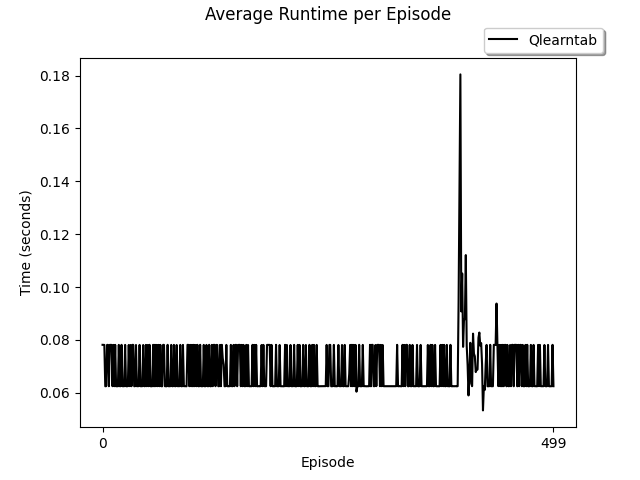 Average Runtime per Episode
Qlearntab
0.18
0.16
0.14
0.12
0.10
0.08
0.06
Time (seconds)
0
499
Episode